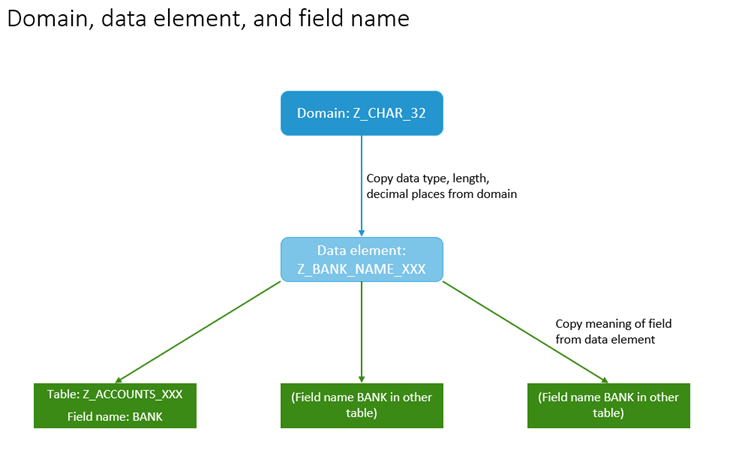 Domain, data element, and field name
Domain: Z_CHAR_32
Copy data type, length,
decimal places from domain
Data element:
Z_BANK_NAME_XXX
Copy meaning of field
from data element
Table: Z_ACCOUNTS_XXX
Field name: BANK
(Field name BANK in other
table)
(Field name BANK in other
table)